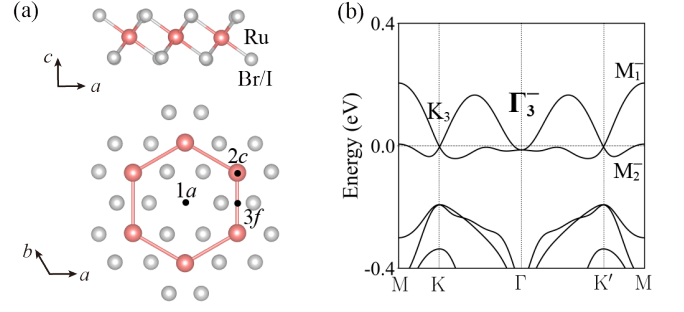 (a)
Ru
Br/I
c
a
2c
1a
3f
b
a
(b)
0.4
M₁⁻
Γ₃⁻
K₃
Energy (eV)
0.0
M₂⁻
-0.4
M K Γ K′ M